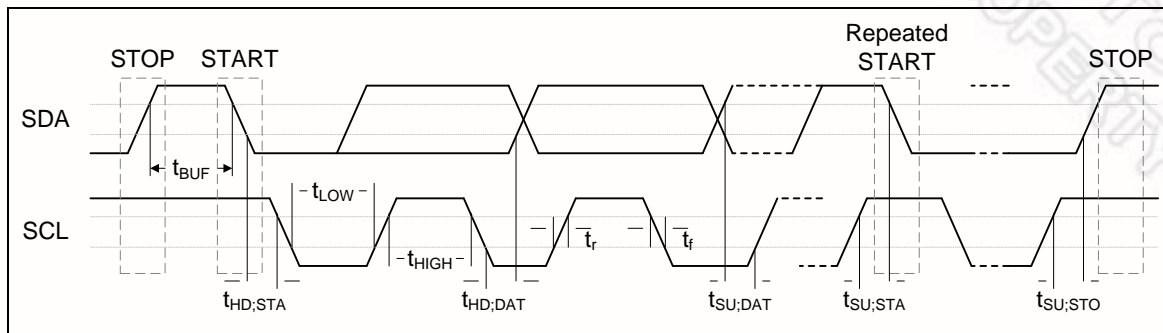 Repeated
STOP START START STOP
SDA
tBUF
tLOW
SCL
tr tf
tHIGH
tHD;STA tHD;DAT tSU;DAT tSU;STA tSU;STO